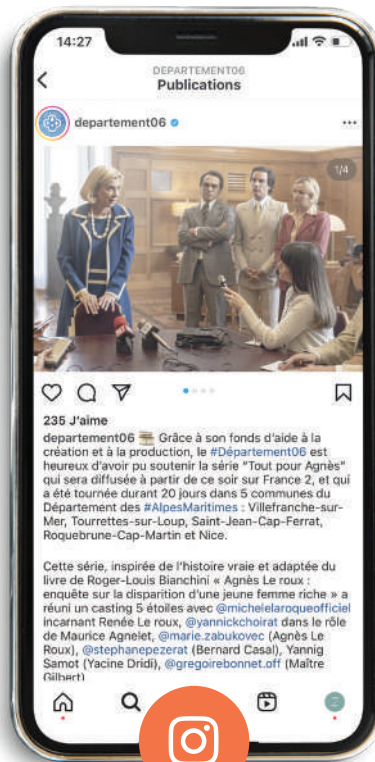 14:27
DEPARTEMENT06
Publications
departement06
1/4
235 J'aime
departement06 Grâce à son fonds d'aide à la
création et à la production, le #Département06 est
heureux d'avoir pu soutenir la série "Tout pour Agnès"
qui sera diffusée à partir de ce soir sur France 2, et qui
a été tournée durant 20 jours dans 5 communes du
Département des #AlpesMaritimes : Villefranche-sur-
Mer, Tourrettes-sur-Loup, Saint-Jean-Cap-Ferrat,
Roquebrune-Cap-Martin et Nice.
Cette série, inspirée de l'histoire vraie et adaptée du
livre de Roger-Louis Bianchini « Agnès Le roux :
enquête sur la disparition d'une jeune femme riche » a
réuni un casting 5 étoiles avec @michelelaroqueofficiel
incarnant Renée Le roux, @yannickchoirat dans le rôle
de Maurice Agnelet, @marie.zabukovec (Agnès Le
Roux), @stephanepezerat (Bernard Casal), Yannig
Samot (Yacine Dridi), @gregoirebonnet.off (Maître
Gilbert)